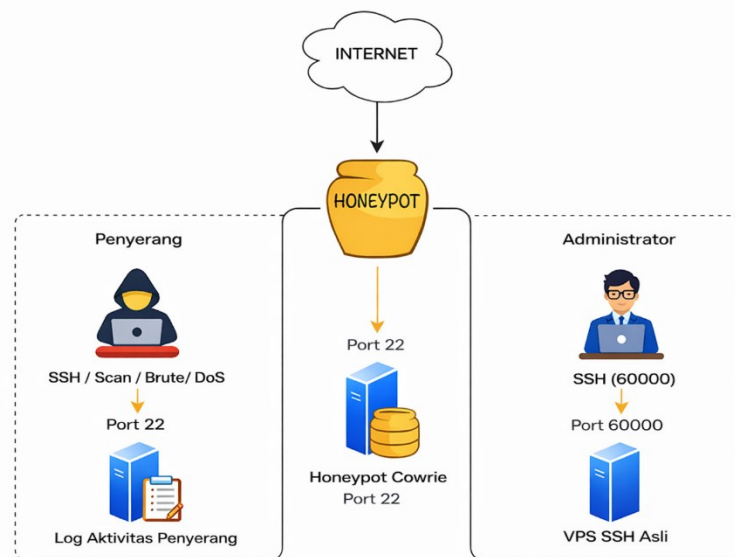 INTERNET
HONEYPOT
Penyerang
SSH / Scan / Brute/ DoS
Port 22
Log Aktivitas Penyerang
Port 22
Honeypot Cowrie
Port 22
Administrator
SSH (60000)
Port 60000
VPS SSH Asli